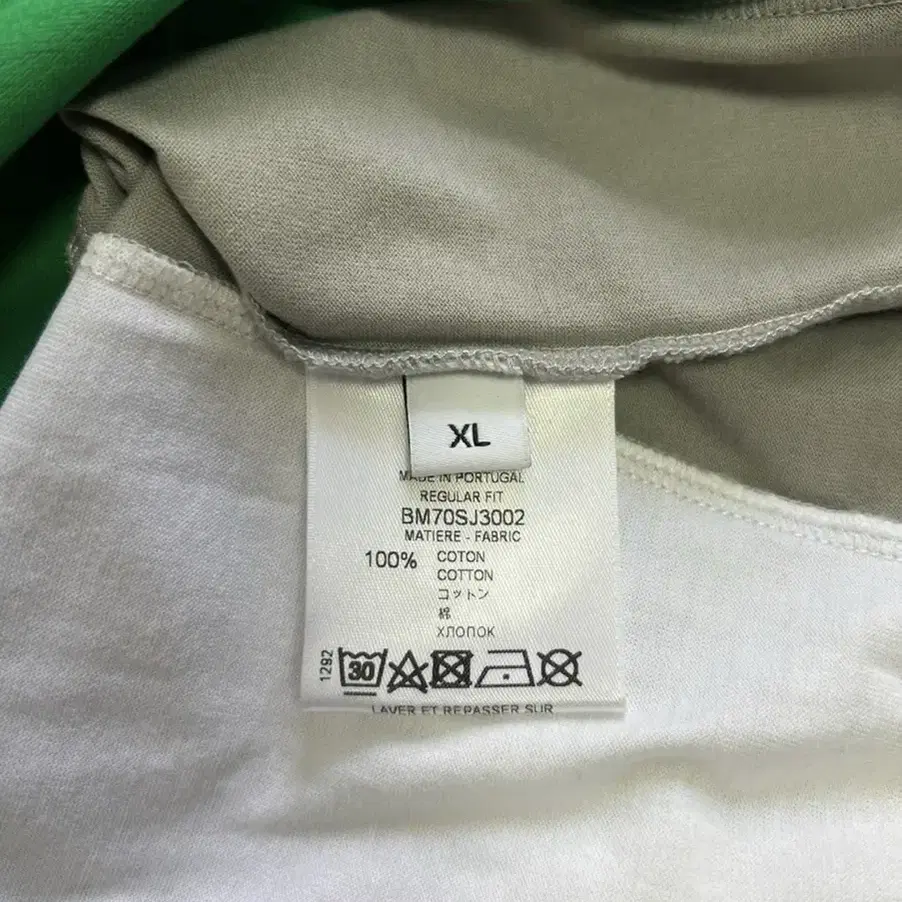 XL
MADE IN PORTUGAL
REGULAR FIT
BM70SJ3002
MATIERE - FABRIC
100% COTON
COTTON
コットン
棉
ХЛОПОК
1292
30
LAVER ET REPASSER SUR